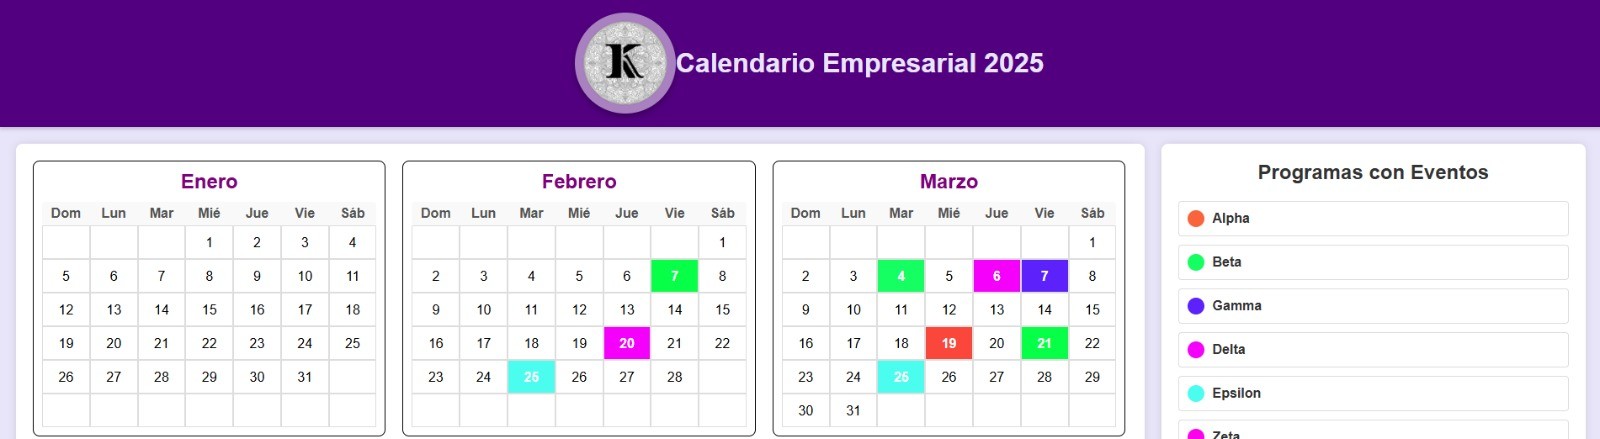 K
Calendario Empresarial 2025
Enero
Dom Lun Mar Mié Jue Vie Sáb
1 2 3 4
5 6 7 8 9 10 11
12 13 14 15 16 17 18
19 20 21 22 23 24 25
26 27 28 29 30 31
Febrero
Dom Lun Mar Mié Jue Vie Sáb
1
2 3 4 5 6 7 8
9 10 11 12 13 14 15
16 17 18 19 20 21 22
23 24 25 26 27 28
Marzo
Dom Lun Mar Mié Jue Vie Sáb
1
2 3 4 5 6 7 8
9 10 11 12 13 14 15
16 17 18 19 20 21 22
23 24 25 26 27 28 29
30 31
Programas con Eventos
Alpha
Beta
Gamma
Delta
Epsilon
Zeta